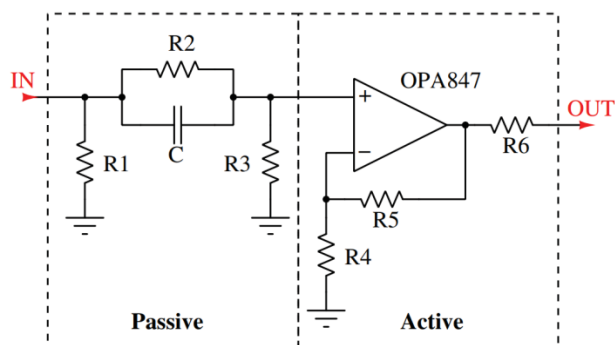 IN
R2
C
R1
R3
OPA847
+
−
R5
R4
R6
OUT
Passive
Active